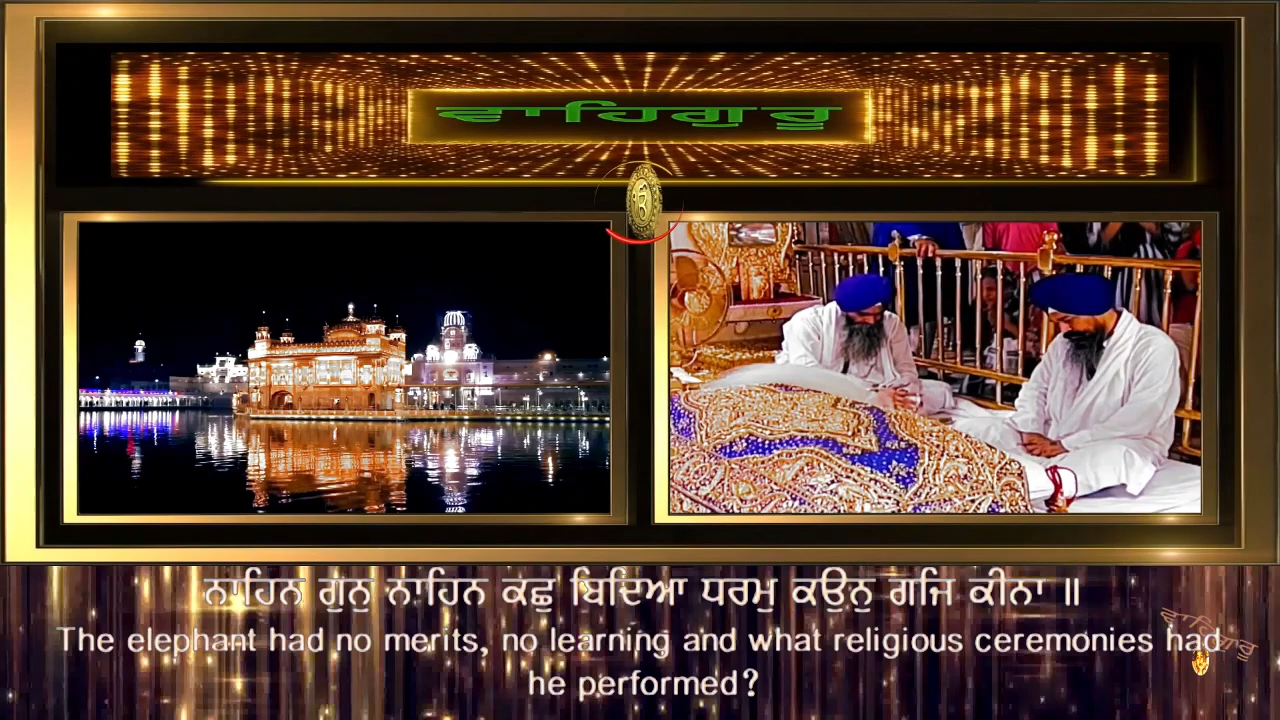 ਵਾਹਿਗੁਰੂ
ੴ
ਨਾਹਿਨ ਗੁਨੁ ਨਾਹਿਨ ਕਛੁ ਬਿਦਿਆ ਧਰਮੁ ਕਉਨੁ ਗਜਿ ਕੀਨਾ ॥
The elephant had no merits, no learning and what religious ceremonies had
he performed?
ਵਾਹਿਗੁਰੂ